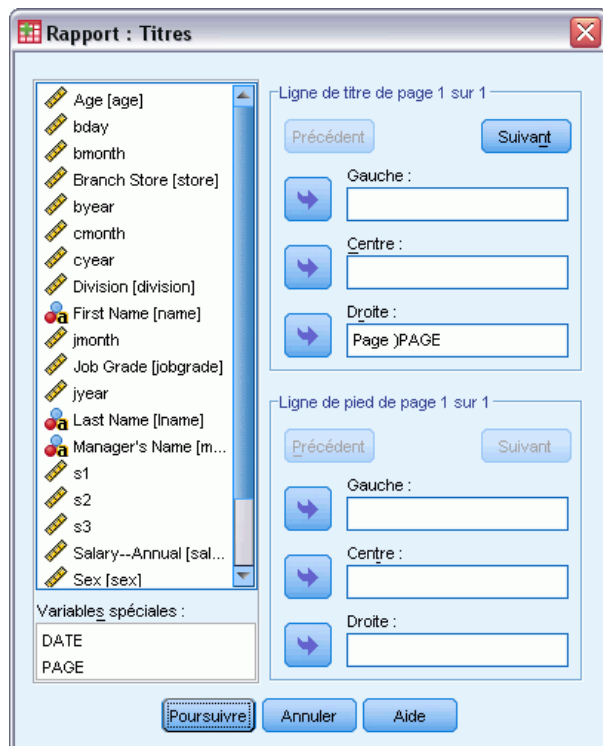 Rapport : Titres
Age [age]
bday
bmonth
Branch Store [store]
byear
cmonth
cyear
Division [division]
First Name [name]
jmonth
Job Grade [jobgrade]
jyear
Last Name [lname]
Manager's Name [m...
s1
s2
s3
Salary--Annual [sal...
Sex [sex]
Variables spéciales :
DATE
PAGE
Ligne de titre de page 1 sur 1
Précédent
Suivant
Gauche :
Centre :
Droite :
Page )PAGE
Ligne de pied de page 1 sur 1
Précédent
Suivant
Gauche :
Centre :
Droite :
Poursuivre
Annuler
Aide